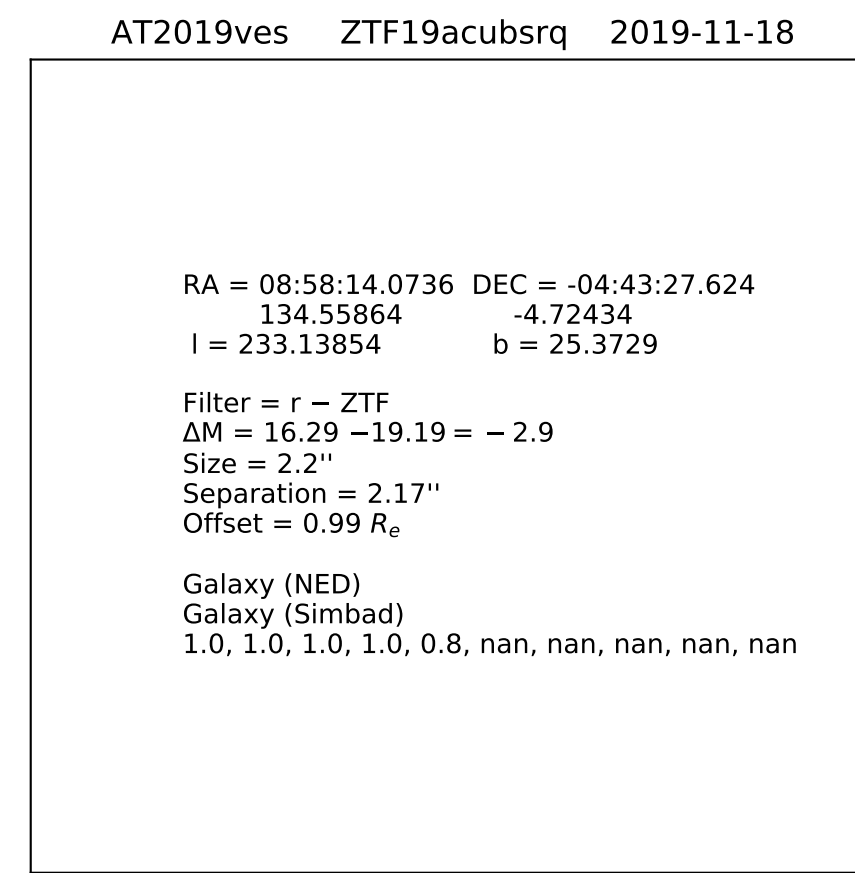 AT2019ves ZTF19acubsrq 2019-11-18
RA = 08:58:14.0736 DEC = -04:43:27.624
134.55864 -4.72434
l = 233.13854 b = 25.3729
Filter = r − ZTF
ΔM = 16.29 −19.19 = − 2.9
Size = 2.2''
Separation = 2.17''
Offset = 0.99 Rₑ
Galaxy (NED)
Galaxy (Simbad)
1.0, 1.0, 1.0, 1.0, 0.8, nan, nan, nan, nan, nan